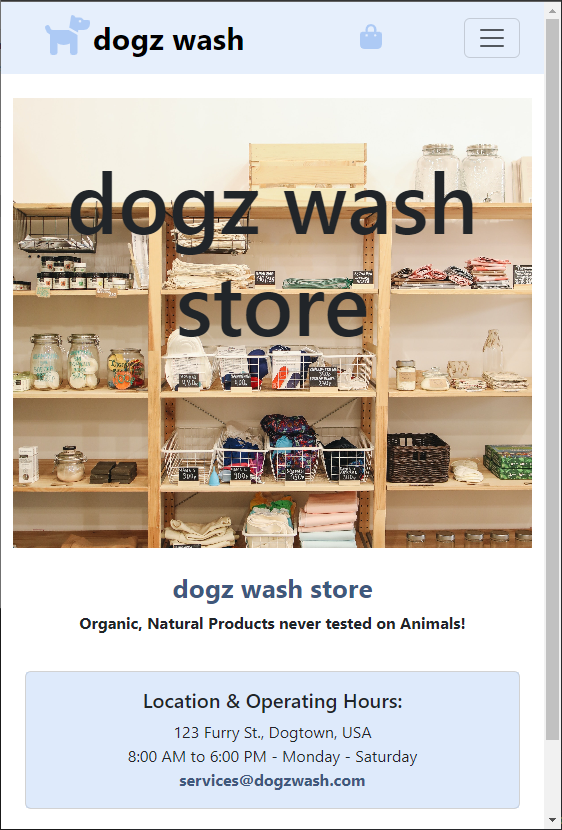 dogz wash
dogz wash
store
dogz wash store
Organic, Natural Products never tested on Animals!
Location & Operating Hours:
123 Furry St., Dogtown, USA
8:00 AM to 6:00 PM - Monday - Saturday
services@dogzwash.com